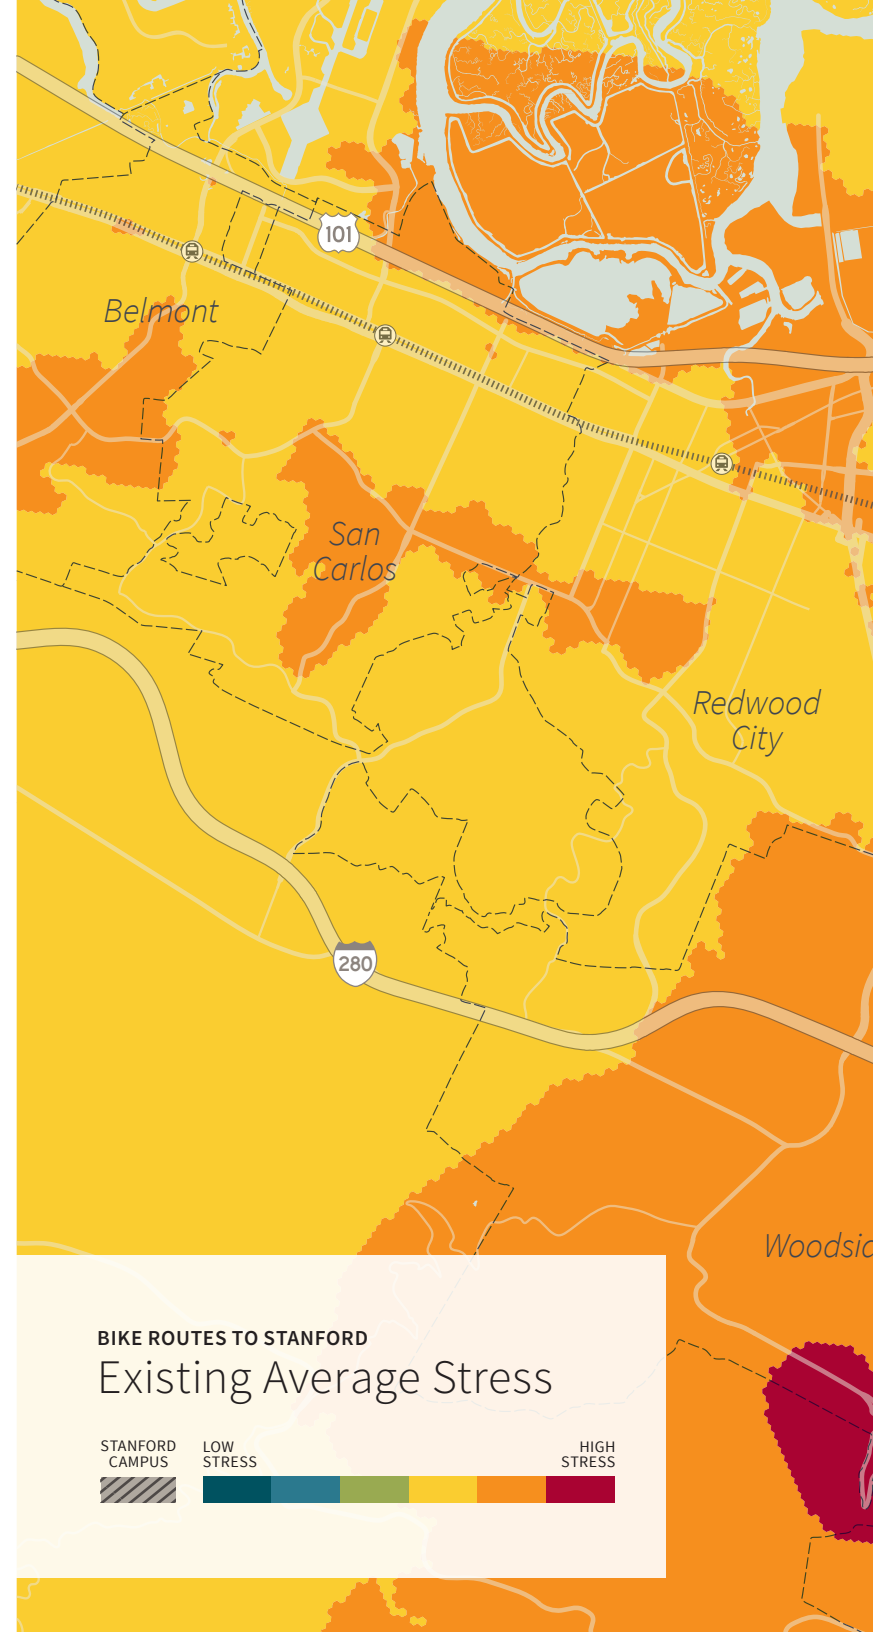 101
Belmont
San
Carlos
Redwood
City
280
Woodsid
BIKE ROUTES TO STANFORD
Existing Average Stress
STANFORD
CAMPUS
LOW
STRESS
HIGH
STRESS